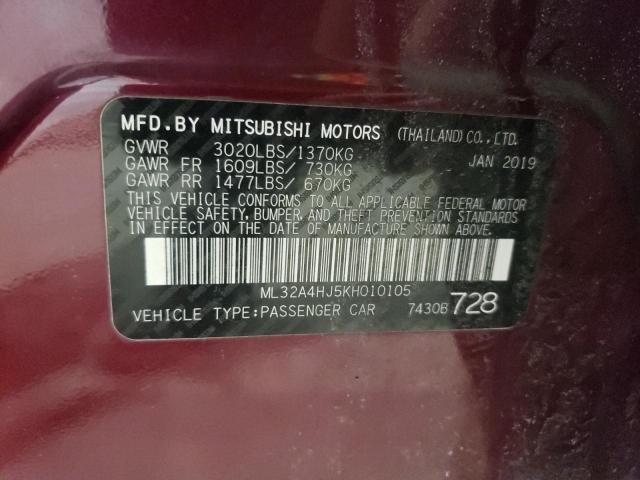 MFD.BY MITSUBISHI MOTORS (THAILAND)CO.,LTD.
GVWR 3020LBS/1370KG JAN 2019
GAWR FR 1609LBS/ 730KG
GAWR RR 1477LBS/ 670KG
THIS VEHICLE CONFORMS TO ALL APPLICABLE FEDERAL MOTOR
VEHICLE SAFETY, BUMPER, AND THEFT PREVENTION STANDARDS
IN EFFECT ON THE DATE OF MANUFACTURE SHOWN ABOVE.
ML32A4HJ5KH010105
VEHICLE TYPE:PASSENGER CAR 7430B 728